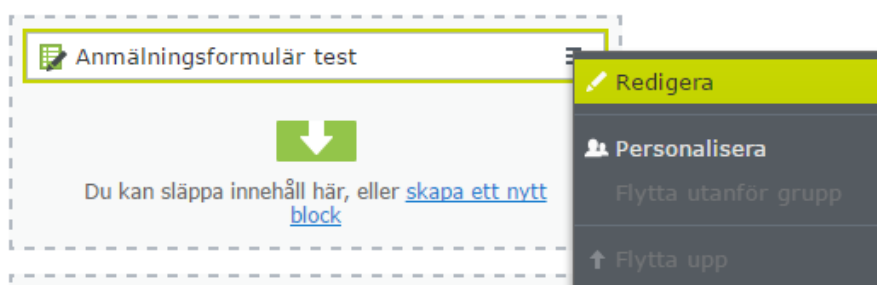 Anmälningsformulär test
Redigera
Personalisera
Du kan släppa innehåll här, eller skapa ett nytt
block
Flytta utanför grupp
Flytta upp